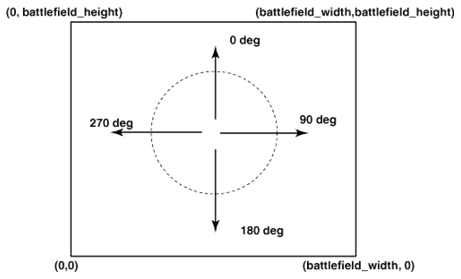 (0, battlefield_height)
(battlefield_width,battlefield_height)
0 deg
270 deg
90 deg
180 deg
(0,0)
(battlefield_width, 0)